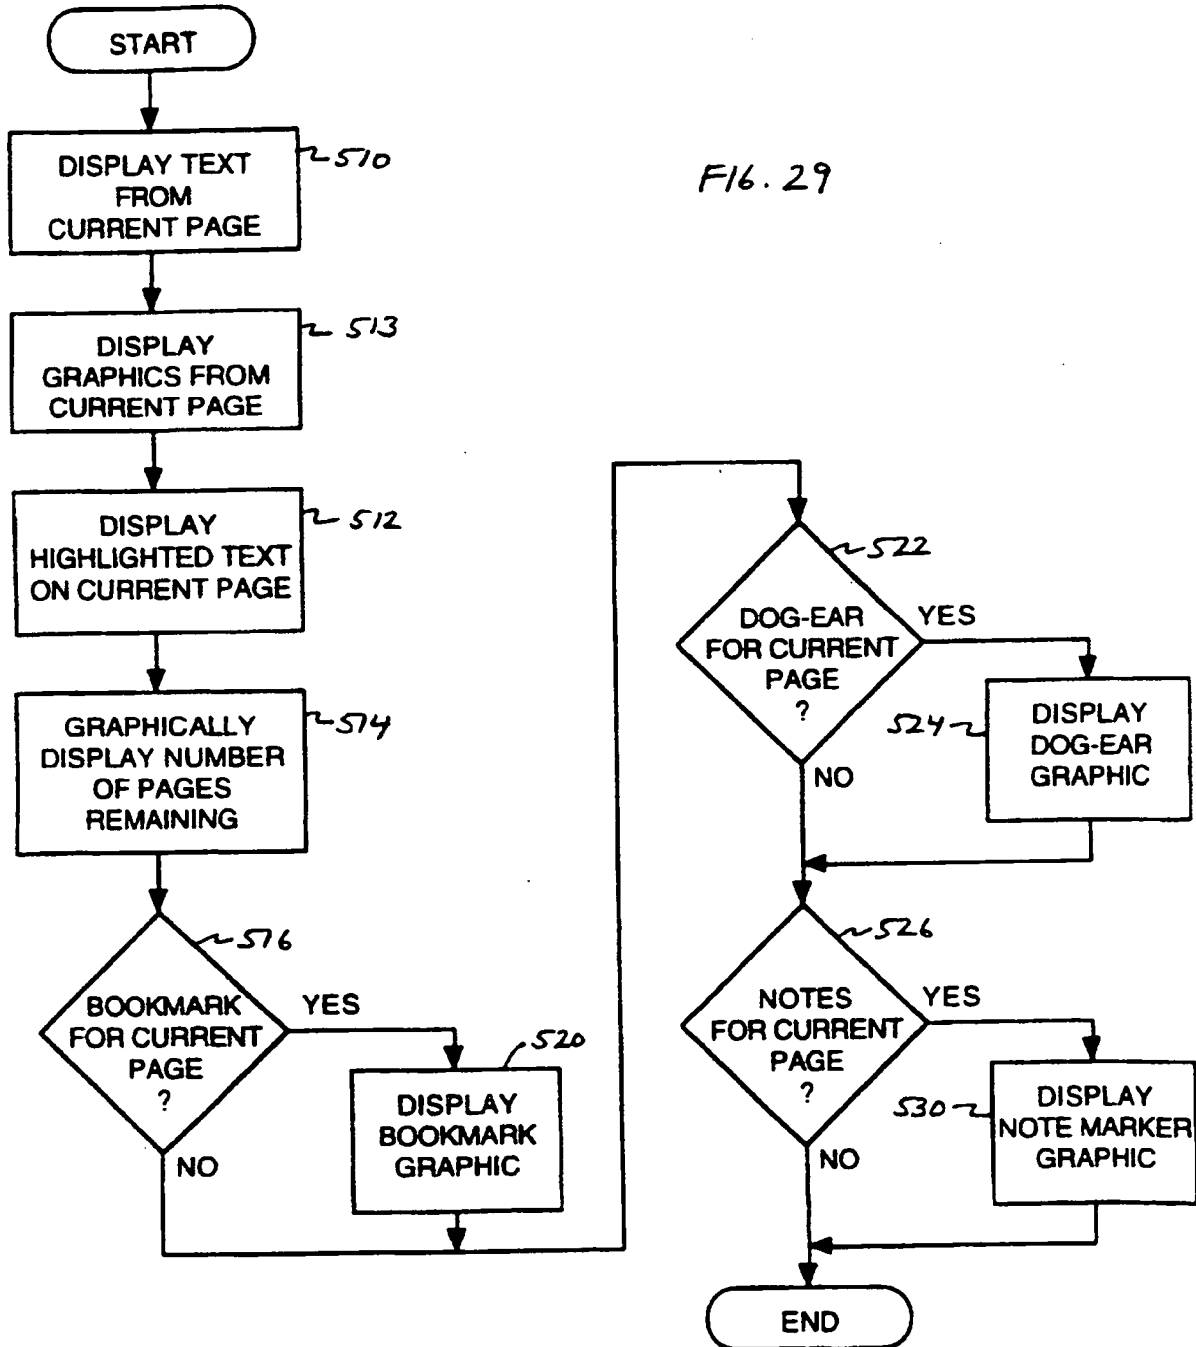 START
DISPLAY TEXT
FROM
CURRENT PAGE
510
FIG. 29
DISPLAY
GRAPHICS FROM
CURRENT PAGE
513
DISPLAY
HIGHLIGHTED TEXT
ON CURRENT PAGE
512
GRAPHICALLY
DISPLAY NUMBER
OF PAGES
REMAINING
514
BOOKMARK
FOR CURRENT
PAGE
?
516
YES
NO
DISPLAY
BOOKMARK
GRAPHIC
520
DOG-EAR
FOR CURRENT
PAGE
?
522
YES
NO
DISPLAY
DOG-EAR
GRAPHIC
524
NOTES
FOR CURRENT
PAGE
?
526
YES
NO
DISPLAY
NOTE MARKER
GRAPHIC
530
END